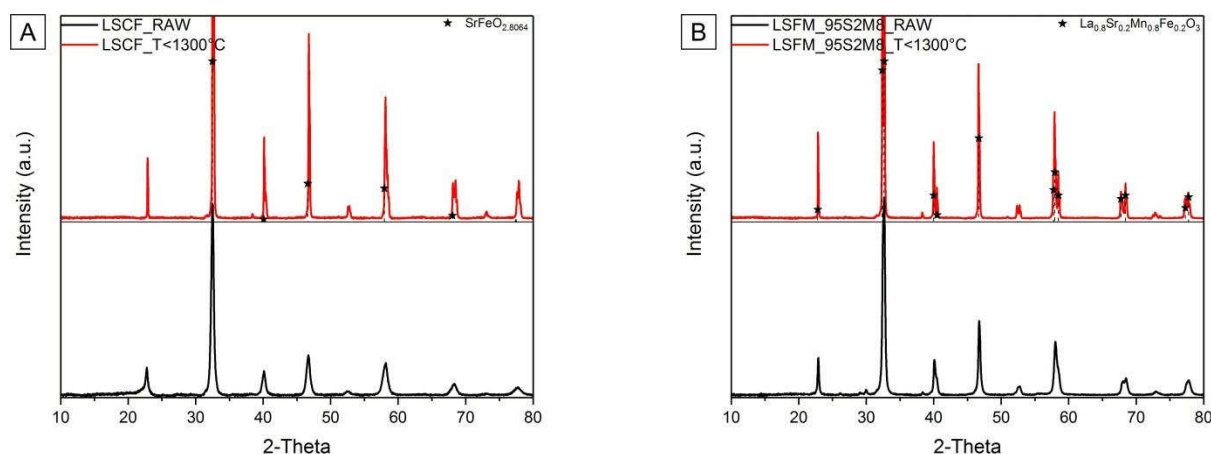 A
LSCF_RAW
LSCF_T<1300°C
★ SrFeO2.8064
Intensity (a.u.)
10 20 30 40 50 60 70 80
2-Theta
B
LSFM_95S2M8_RAW
LSFM_95S2M8_T<1300°C
★ La0.8Sr0.2Mn0.8Fe0.2O3
Intensity (a.u.)
10 20 30 40 50 60 70 80
2-Theta